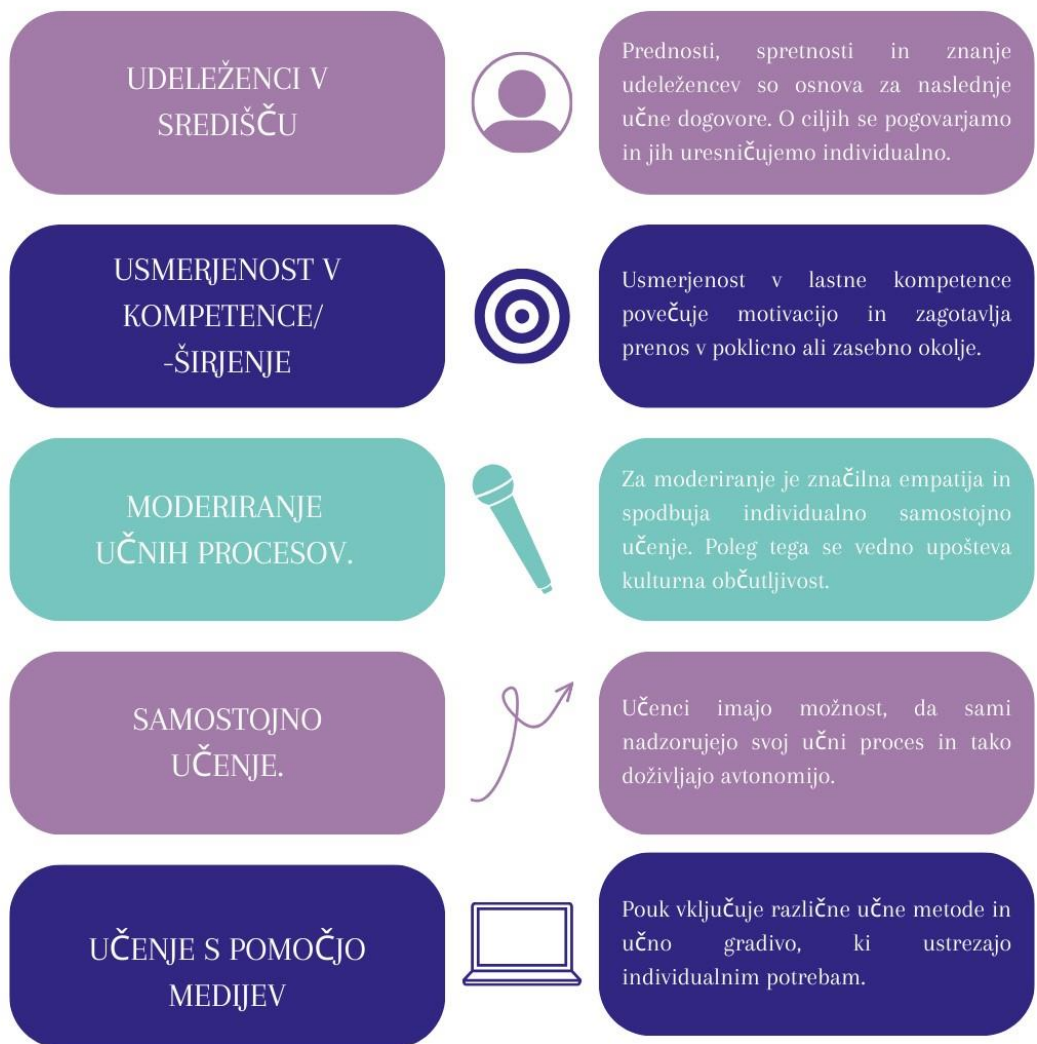 UDELEŽENCI V
SREDIŠČU
Prednosti, spretnosti in znanje
udeležencev so osnova za naslednje
učne dogovore. O ciljih se pogovarjamo
in jih uresničujemo individualno.
USMERJENOST V
KOMPETENCE/
-ŠIRJENJE
Usmerjenost v lastne kompetence
povečuje motivacijo in zagotavlja
prenos v poklicno ali zasebno okolje.
MODERIRANJE
UČNIH PROCESOV.
Za moderiranje je značilna empatija in
spodbuja individualno samostojno
učenje. Poleg tega se vedno upošteva
kulturna občutljivost.
SAMOSTOJNO
UČENJE.
Učenci imajo možnost, da sami
nadzorujejo svoj učni proces in tako
doživljajo avtonomijo.
UČENJE S POMOČJO
MEDIJEV
Pouk vključuje različne učne metode in
učno gradivo, ki ustrezajo
individualnim potrebam.